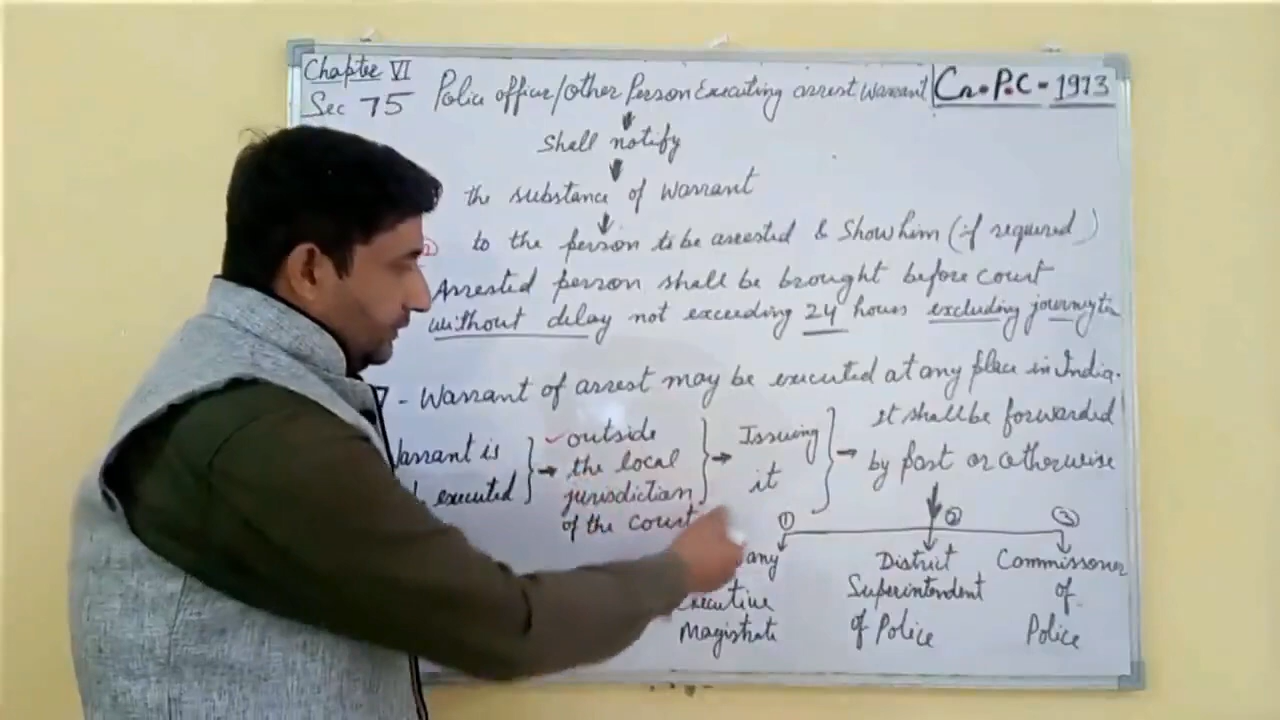 Chapter VI
Sec 75 Police officer/other Person Executing arrest warrant Cr.P.C-1973
Shall notify
the substance of warrant
to the person to be arrested & Show him (if required)
Arrested person shall be brought before court
without delay not exceeding 24 hours excluding journey
- Warrant of arrest may be executed at any place in India.
Warrant is
executed
outside
the local
jurisdiction
of the court
Issuing
it
It shall be forwarded
by post or otherwise
① any
Executive
Magistrate
② District
Superintendent
of Police
③ Commissoner
of
Police